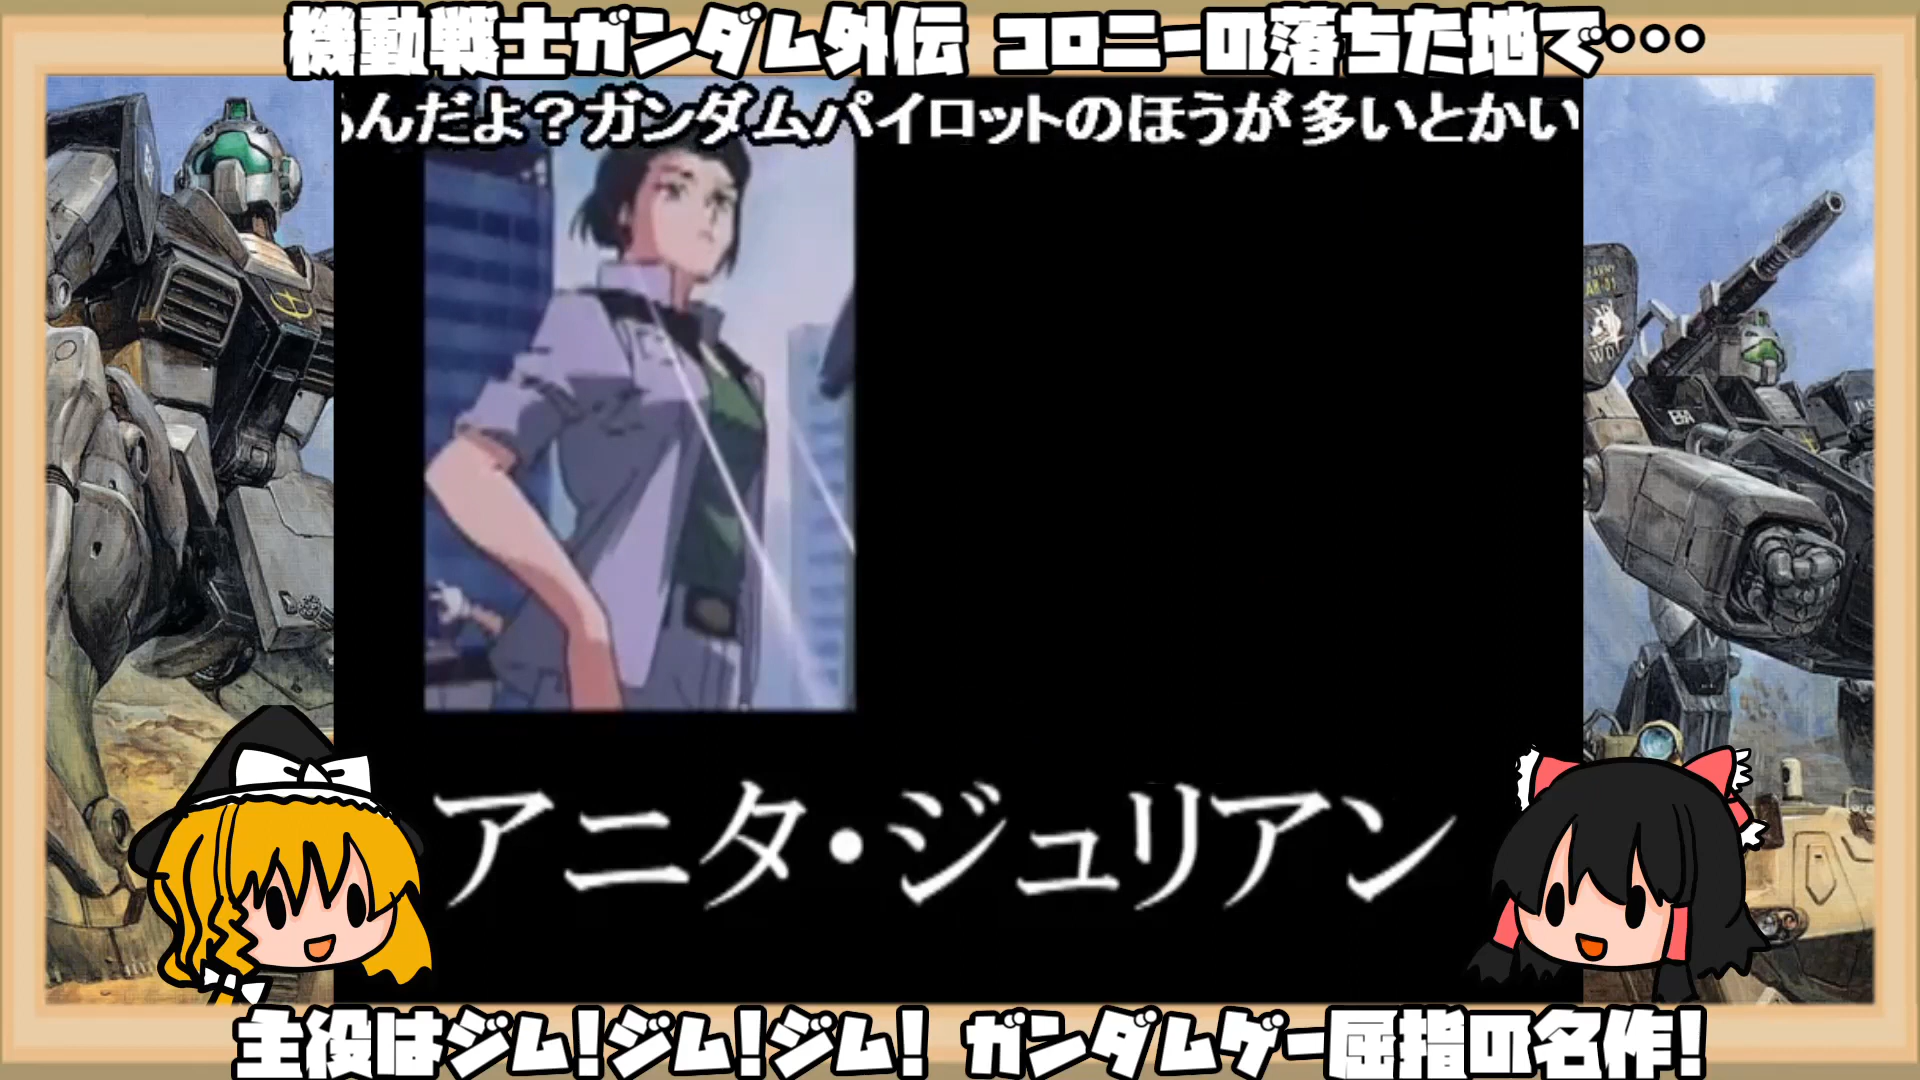 機動戦士ガンダム外伝 コロニーの落ちた地で・・・
んだよ？ガンダムパイロットのほうが多いとかい
アニタ・ジュリアン
主役はジム！ジム！ジム！ ガンダムゲー屈指の名作！